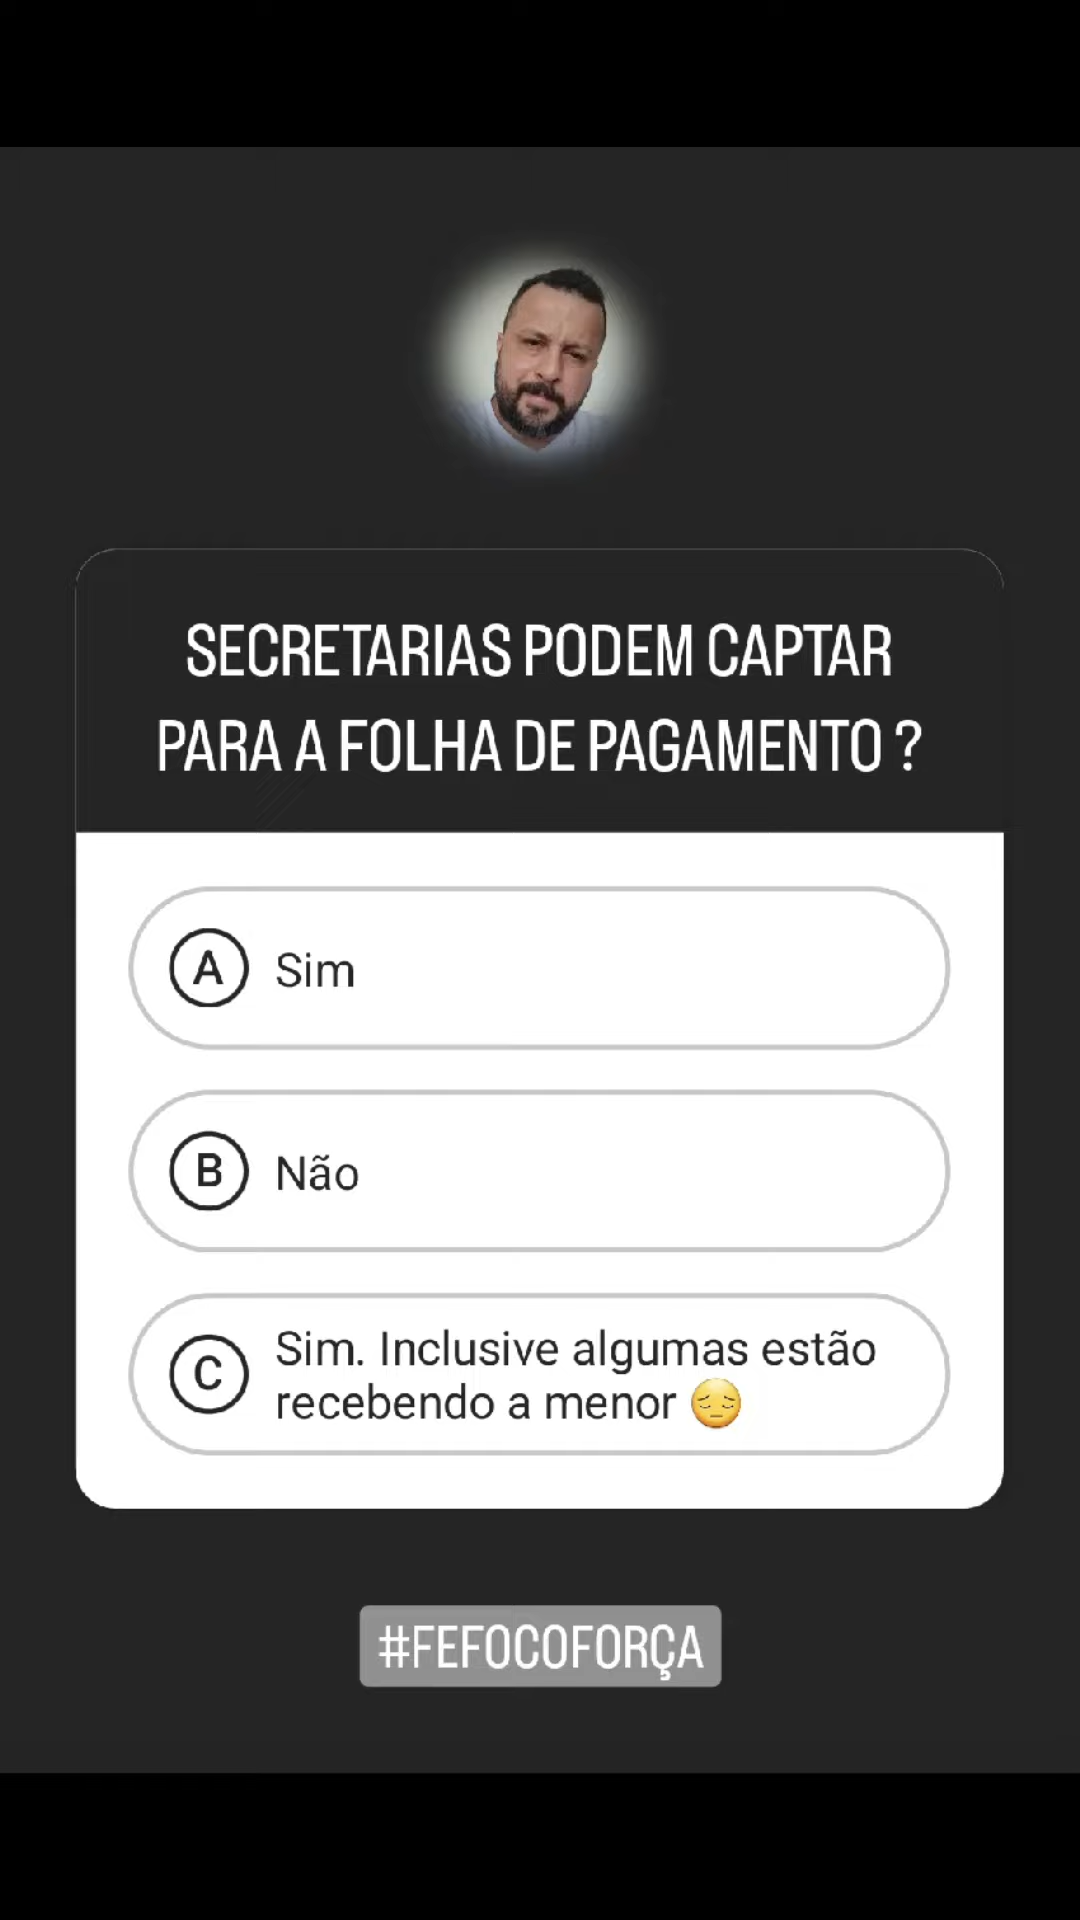 SECRETARIAS PODEM CAPTAR
PARA A FOLHA DE PAGAMENTO ?
A Sim
B Não
C Sim. Inclusive algumas estão
recebendo a menor 😔
#FEFOCOFORÇA